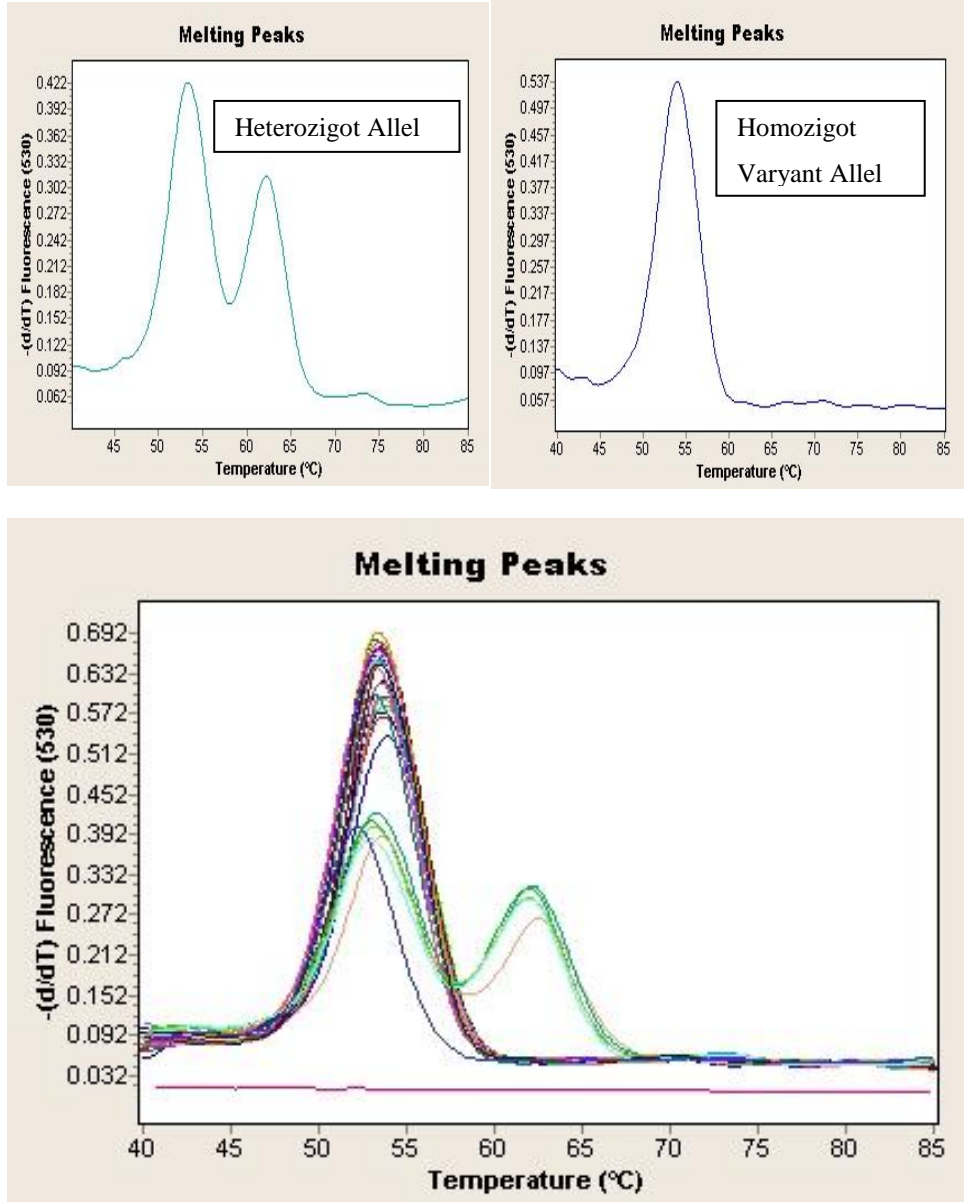 Melting Peaks
Heterozigot Allel
-(d/dT) Fluorescence (530)
0.422
0.392
0.362
0.332
0.302
0.272
0.242
0.212
0.182
0.152
0.122
0.092
0.062
45 50 55 60 65 70 75 80 85
Temperature (ºC)
Melting Peaks
Homozigot
Varyant Allel
-(d/dT) Fluorescence (530)
0.537
0.497
0.457
0.417
0.377
0.337
0.297
0.257
0.217
0.177
0.137
0.097
0.057
40 45 50 55 60 65 70 75 80 85
Temperature (ºC)
Melting Peaks
-(d/dT) Fluorescence (530)
0.692
0.632
0.572
0.512
0.452
0.392
0.332
0.272
0.212
0.152
0.092
0.032
40 45 50 55 60 65 70 75 80 85
Temperature (ºC)